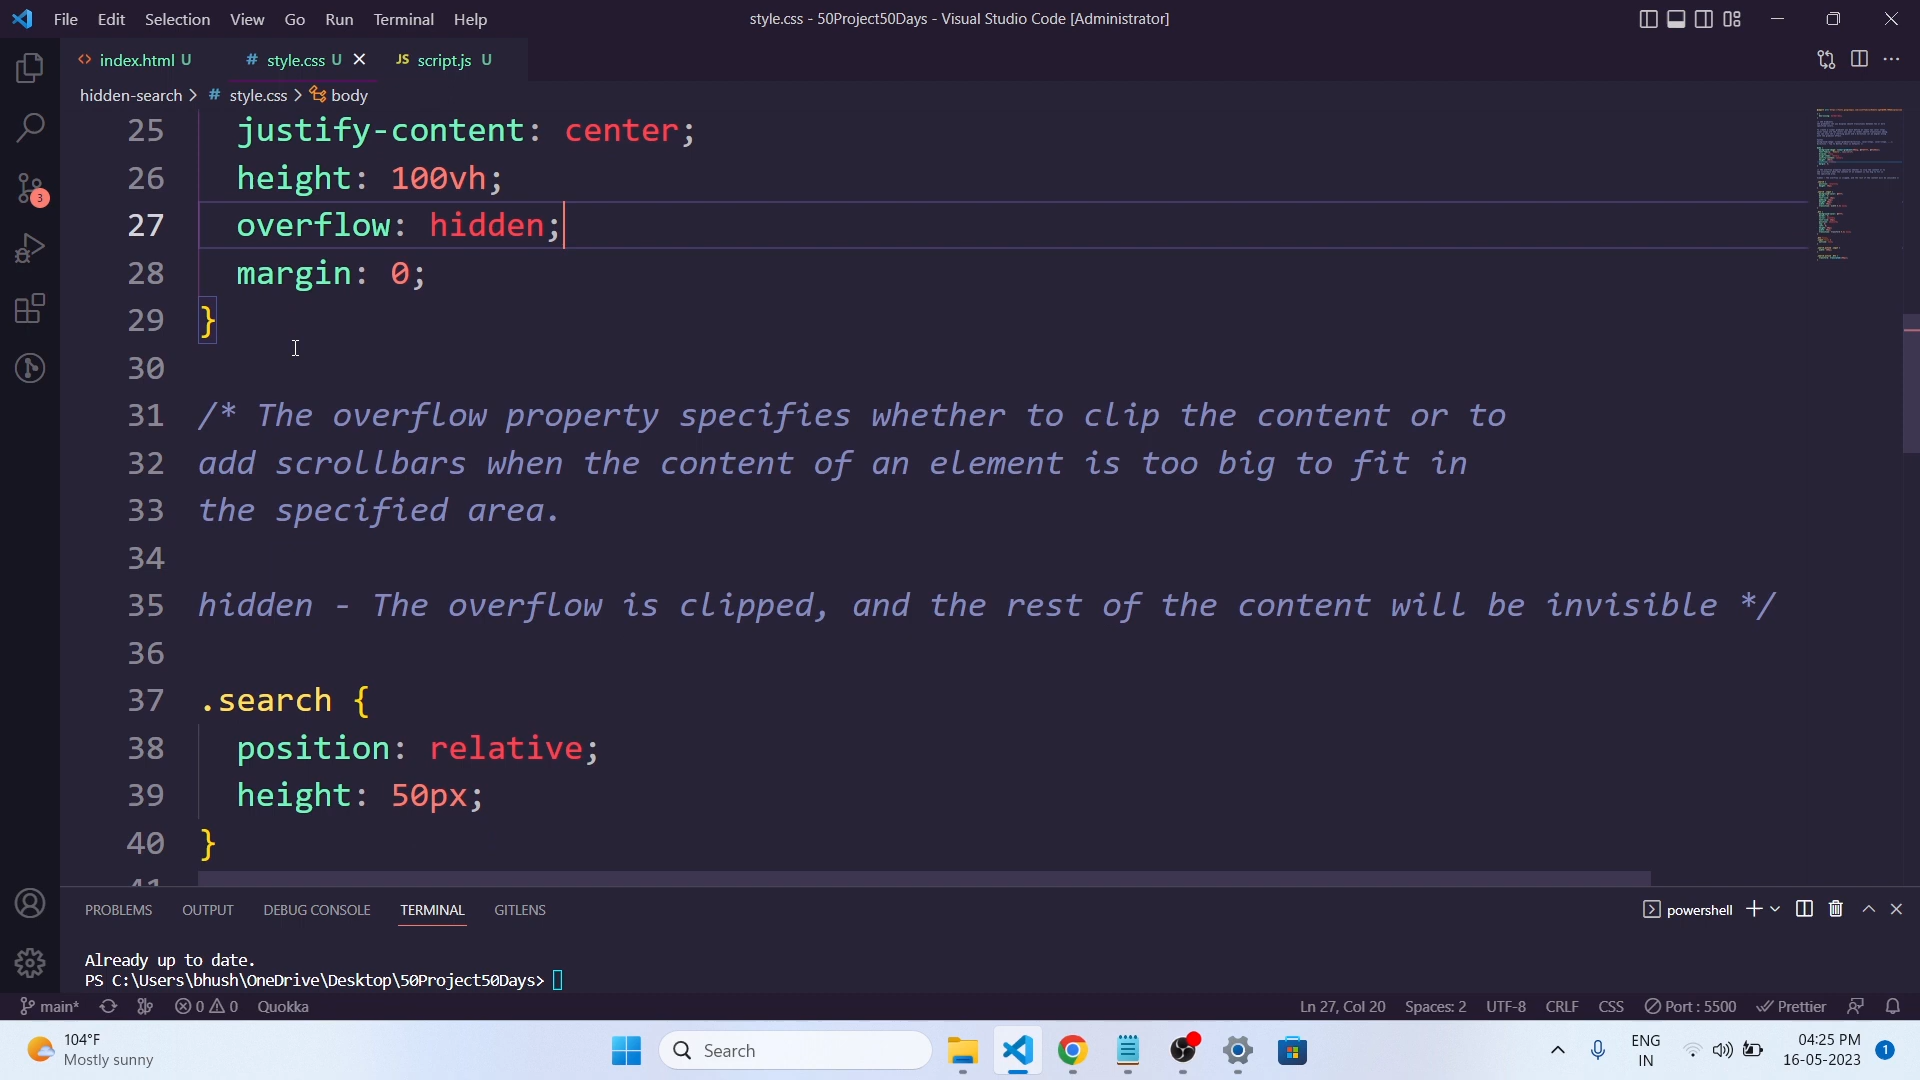 File Edit Selection View Go Run Terminal Help
style.css - 50Project50Days - Visual Studio Code [Administrator]
<> index.html U # style.css U JS script.js U
hidden-search > # style.css > body
25 justify-content: center;
26 height: 100vh;
27 overflow: hidden;
28 margin: 0;
29 }
30
31 /* The overflow property specifies whether to clip the content or to
32 add scrollbars when the content of an element is too big to fit in
33 the specified area.
34
35 hidden - The overflow is clipped, and the rest of the content will be invisible */
36
37 .search {
38 position: relative;
39 height: 50px;
40 }
41
3
PROBLEMS OUTPUT DEBUG CONSOLE TERMINAL GITLENS
powershell
Already up to date.
PS C:\Users\bhush\OneDrive\Desktop\50Project50Days>
main* 0 0 Quokka
Ln 27, Col 20 Spaces: 2 UTF-8 CRLF CSS Port : 5500 Prettier
104°F
Mostly sunny
Search
ENG
IN
04:25 PM
16-05-2023
1